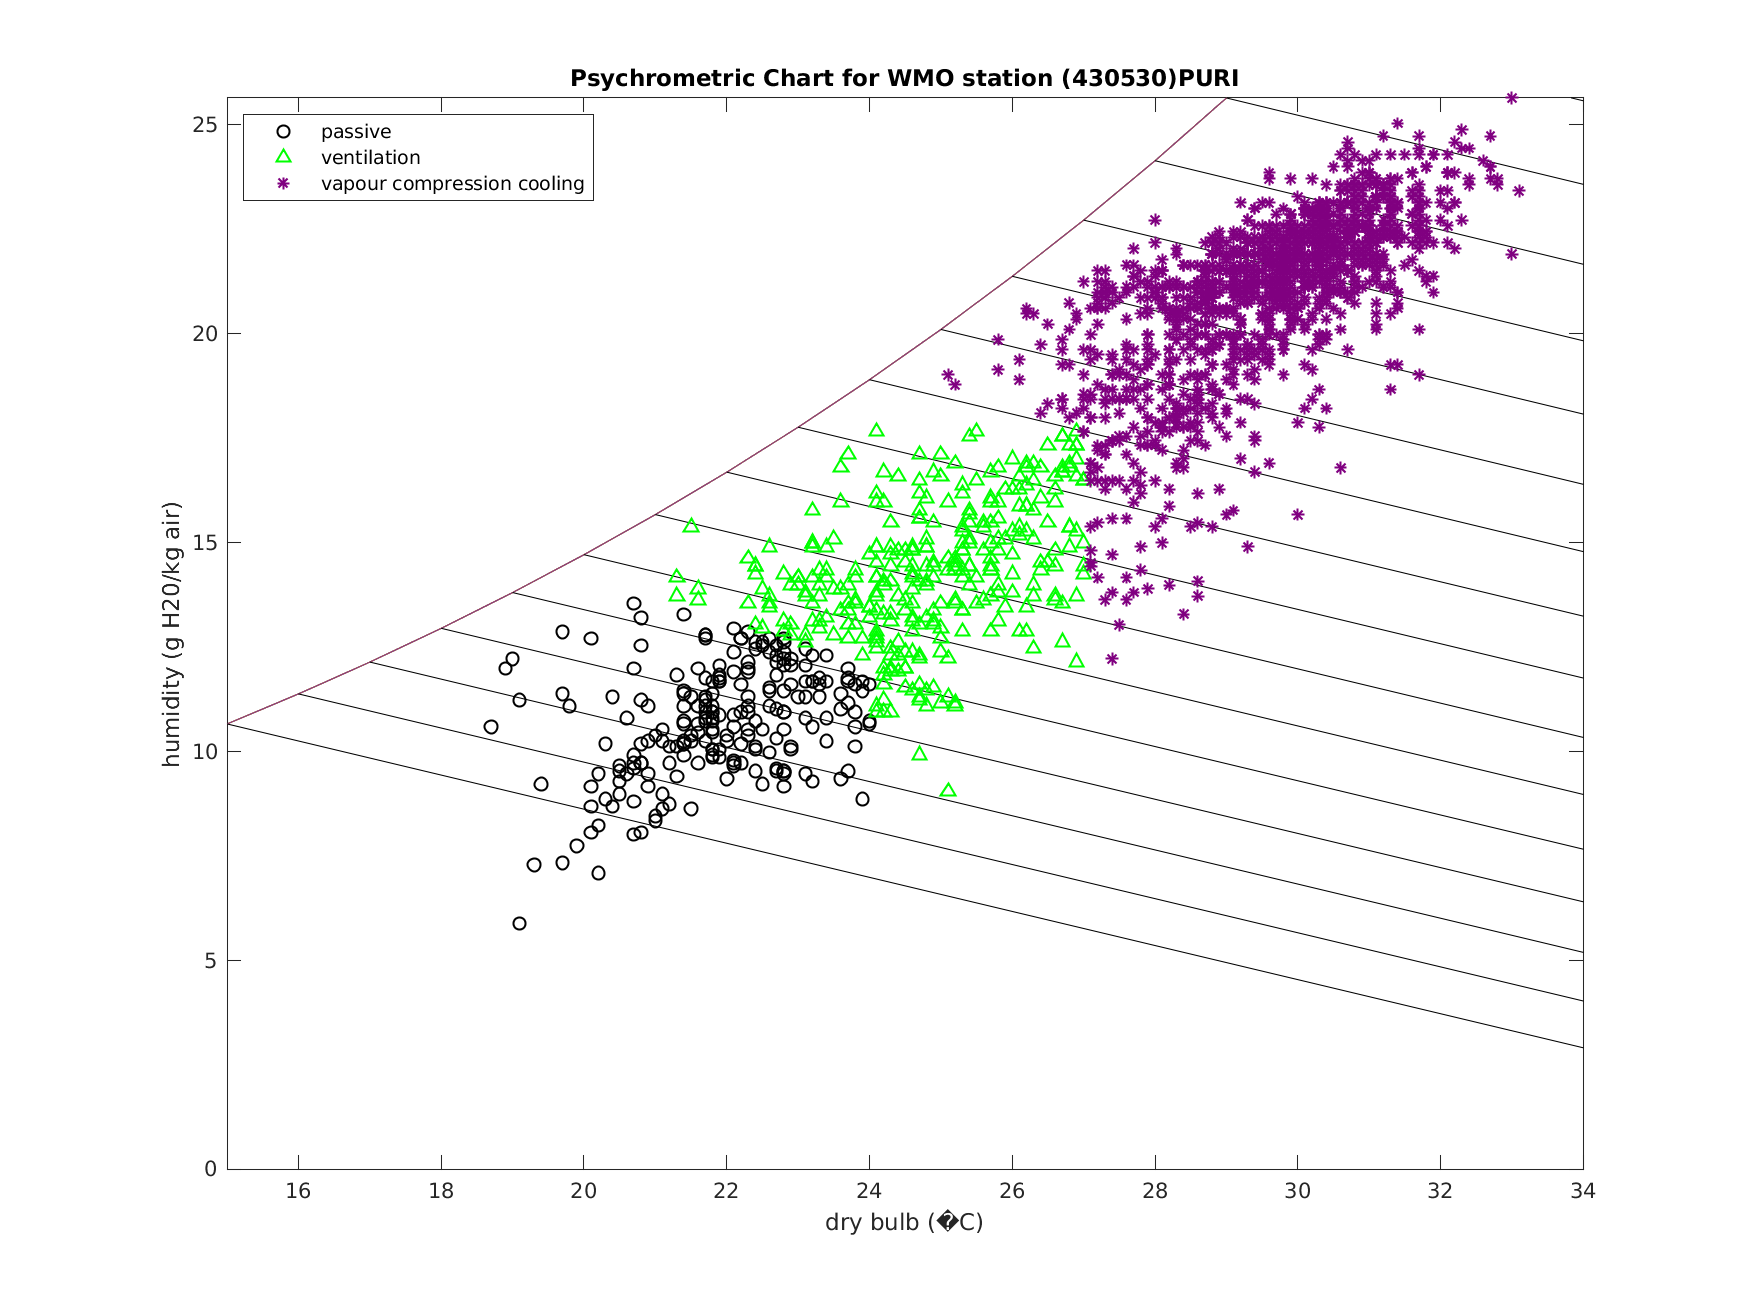 Psychrometric Chart for WMO station (430530)PURI
passive
ventilation
vapour compression cooling
humidity (g H20/kg air)
25
20
15
10
5
0
16 18 20 22 24 26 28 30 32 34
dry bulb (�C)